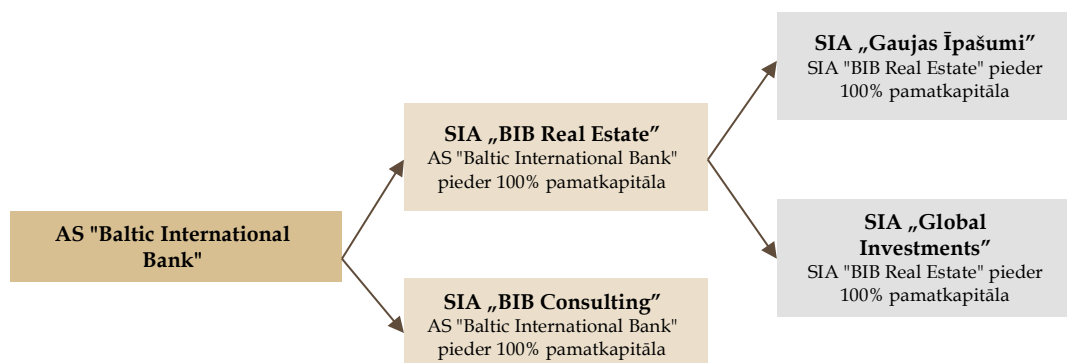 AS "Baltic International
Bank"
SIA „BIB Real Estate”
AS "Baltic International Bank"
pieder 100% pamatkapitāla
SIA „BIB Consulting”
AS "Baltic International Bank"
pieder 100% pamatkapitāla
SIA „Gaujas Īpašumi”
SIA "BIB Real Estate" pieder
100% pamatkapitāla
SIA „Global
Investments”
SIA "BIB Real Estate" pieder
100% pamatkapitāla